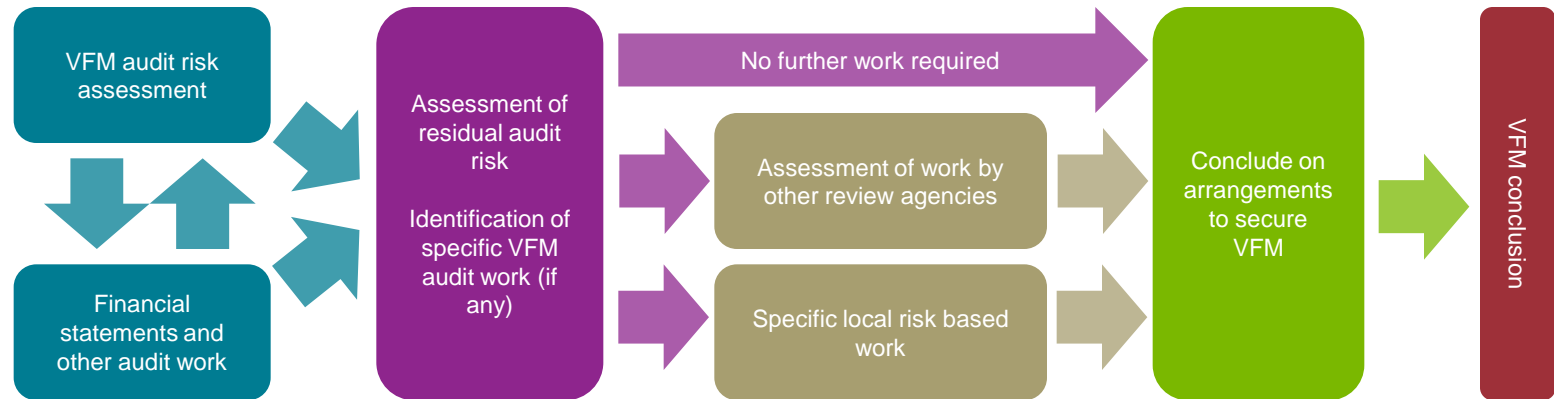 VFM audit risk
assessment
Financial
statements and
other audit work
Assessment of
residual audit
risk
Identification of
specific VFM
audit work (if
any)
No further work required
Assessment of work by
other review agencies
Specific local risk based
work
Conclude on
arrangements
to secure
VFM
VFM conclusion